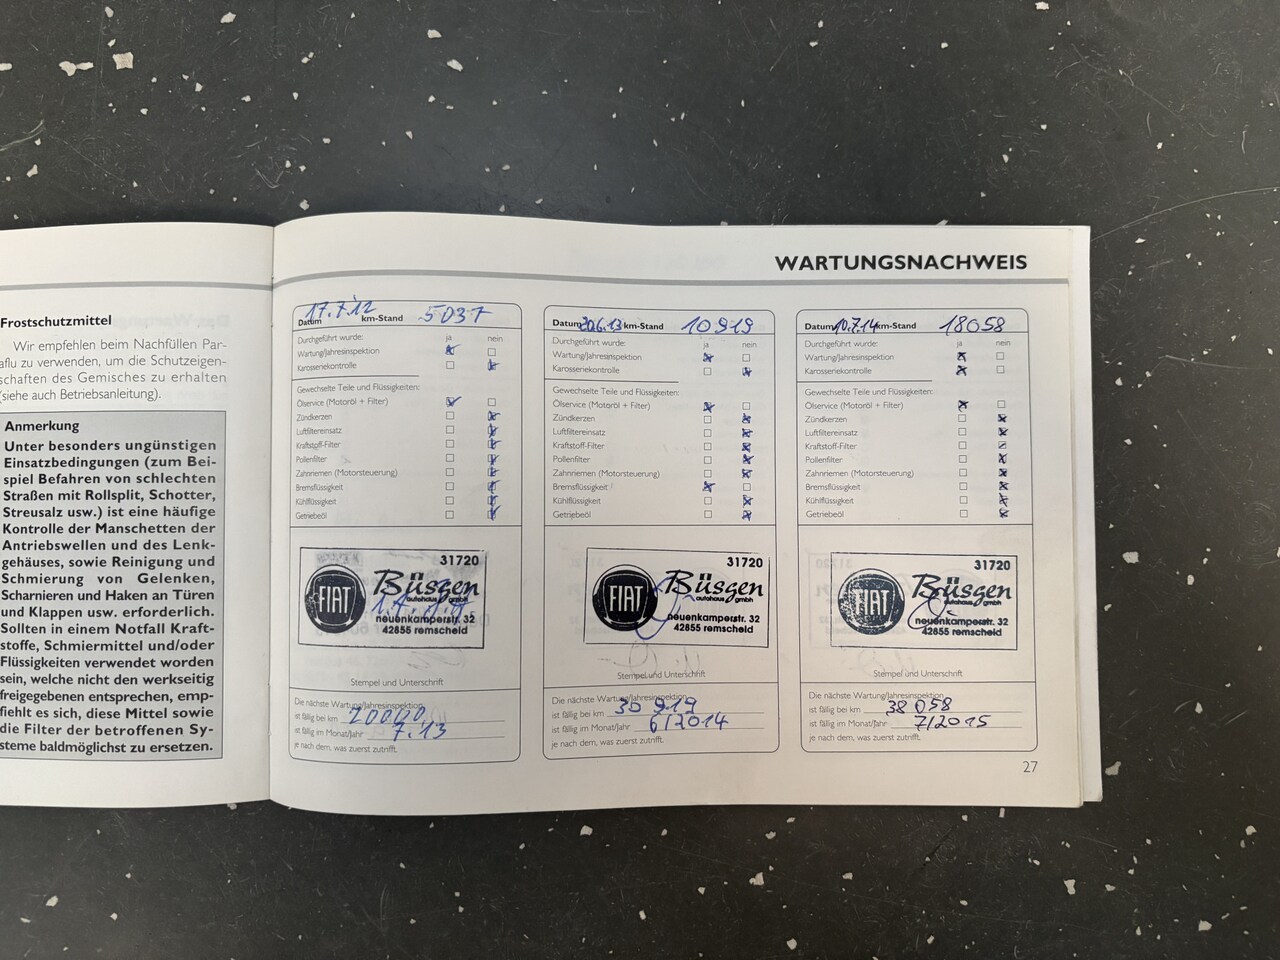 Frostschutzmittel
Wir empfehlen beim Nachfüllen Par-
aflu zu verwenden, um die Schutzeigen-
schaften des Gemisches zu erhalten
(siehe auch Betriebsanleitung).
Anmerkung
Unter besonders ungünstigen
Einsatzbedingungen (zum Bei-
spiel Befahren von schlechten
Straßen mit Rollsplit, Schotter,
Streusalz usw.) ist eine häufige
Kontrolle der Manschetten der
Antriebswellen und des Lenk-
gehäuses, sowie Reinigung und
Schmierung von Gelenken,
Scharnieren und Haken an Türen
und Klappen usw. erforderlich.
Sollten in einem Notfall Kraft-
stoffe, Schmiermittel und/oder
Flüssigkeiten verwendet worden
sein, welche nicht den werkseitig
freigegebenen entsprechen, emp-
fiehlt es sich, diese Mittel sowie
die Filter der betroffenen Sy-
steme baldmöglichst zu ersetzen.
WARTUNGSNACHWEIS
Datum 17.7.12 km-Stand 5037
Durchgeführt wurde: ja nein
Wartung/Jahresinspektion
Karosseriekontrolle
Gewechselte Teile und Flüssigkeiten:
Ölservice (Motoröl + Filter)
Zündkerzen
Luftfiltereinsatz
Kraftstoff-Filter
Pollenfilter
Zahnriemen (Motorsteuerung)
Bremsflüssigkeit
Kühlflüssigkeit
Getriebeöl
31720
FIAT
Büsgen
autohaus gmbh
neuenkamperstr. 32
42855 remscheid
Stempel und Unterschrift
Die nächste Wartung/Jahresinspektion
ist fällig bei km 20000
ist fällig im Monat/Jahr 7.13
je nach dem, was zuerst zutrifft.
Datum 20.6.13 km-Stand 10919
Durchgeführt wurde: ja nein
Wartung/Jahresinspektion
Karosseriekontrolle
Gewechselte Teile und Flüssigkeiten:
Ölservice (Motoröl + Filter)
Zündkerzen
Luftfiltereinsatz
Kraftstoff-Filter
Pollenfilter
Zahnriemen (Motorsteuerung)
Bremsflüssigkeit
Kühlflüssigkeit
Getriebeöl
31720
FIAT
Büsgen
autohaus gmbh
neuenkamperstr. 32
42855 remscheid
Stempel und Unterschrift
Die nächste Wartung/Jahresinspektion
ist fällig bei km 30 919
ist fällig im Monat/Jahr 6/2014
je nach dem, was zuerst zutrifft.
Datum 10.7.14 km-Stand 18058
Durchgeführt wurde: ja nein
Wartung/Jahresinspektion
Karosseriekontrolle
Gewechselte Teile und Flüssigkeiten:
Ölservice (Motoröl + Filter)
Zündkerzen
Luftfiltereinsatz
Kraftstoff-Filter
Pollenfilter
Zahnriemen (Motorsteuerung)
Bremsflüssigkeit
Kühlflüssigkeit
Getriebeöl
31720
FIAT
Büsgen
autohaus gmbh
neuenkamperstr. 32
42855 remscheid
Stempel und Unterschrift
Die nächste Wartung/Jahresinspektion
ist fällig bei km 38 058
ist fällig im Monat/Jahr 7/2015
je nach dem, was zuerst zutrifft.
27